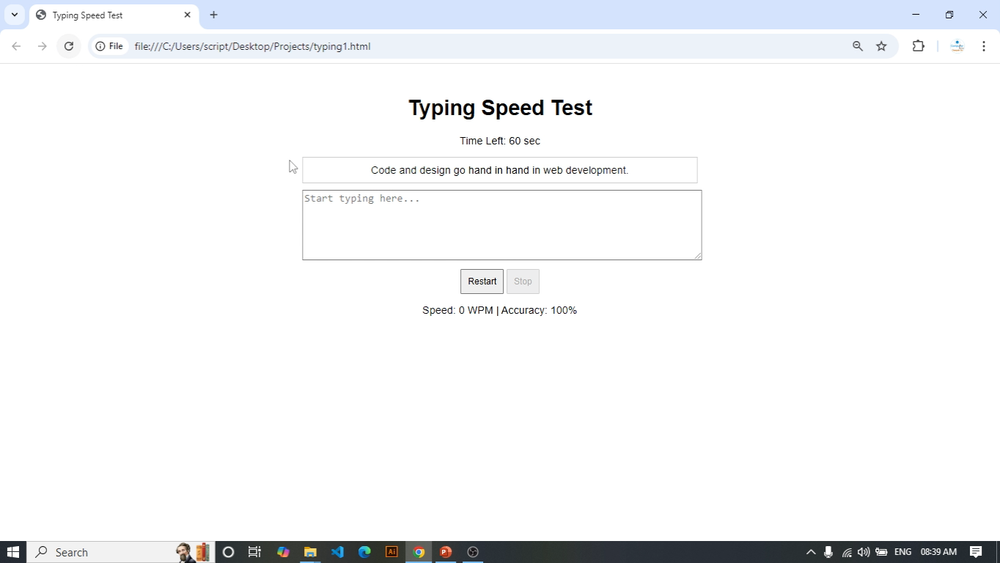 Typing Speed Test
File
file:///C:/Users/script/Desktop/Projects/typing1.html
Typing Speed Test
Time Left: 60 sec
Code and design go hand in hand in web development.
Start typing here...
Restart Stop
Speed: 0 WPM | Accuracy: 100%
Search
Ai
P
ENG
08:39 AM